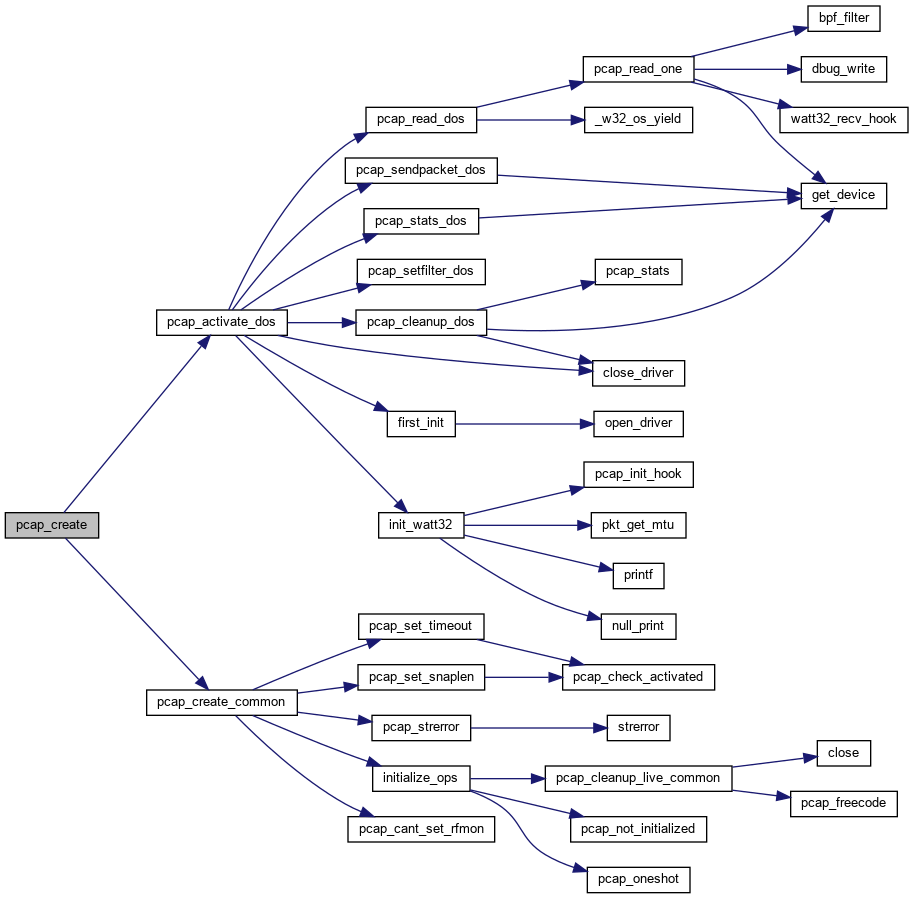 bpf_filter
pcap_read_one
dbug_write
pcap_read_dos
_w32_os_yield
watt32_recv_hook
pcap_sendpacket_dos
get_device
pcap_stats_dos
pcap_setfilter_dos
pcap_stats
pcap_activate_dos
pcap_cleanup_dos
close_driver
first_init
open_driver
pcap_init_hook
pcap_create
init_watt32
pkt_get_mtu
printf
pcap_set_timeout
null_print
pcap_set_snaplen
pcap_check_activated
pcap_create_common
pcap_strerror
strerror
close
initialize_ops
pcap_cleanup_live_common
pcap_freecode
pcap_cant_set_rfmon
pcap_not_initialized
pcap_oneshot